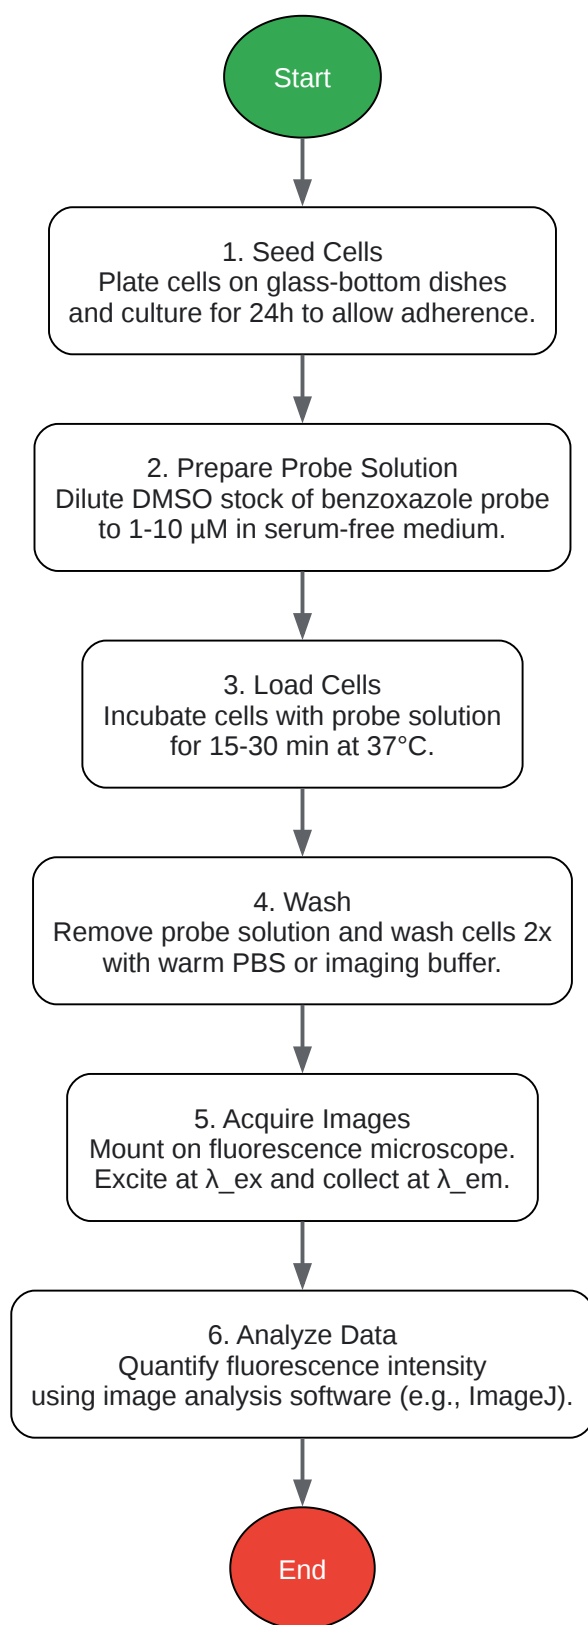 Start
1. Seed Cells
Plate cells on glass-bottom dishes
and culture for 24h to allow adherence.
2. Prepare Probe Solution
Dilute DMSO stock of benzoxazole probe
to 1-10 µM in serum-free medium.
3. Load Cells
Incubate cells with probe solution
for 15-30 min at 37°C.
4. Wash
Remove probe solution and wash cells 2x
with warm PBS or imaging buffer.
5. Acquire Images
Mount on fluorescence microscope.
Excite at λ_ex and collect at λ_em.
6. Analyze Data
Quantify fluorescence intensity
using image analysis software (e.g., ImageJ).
End